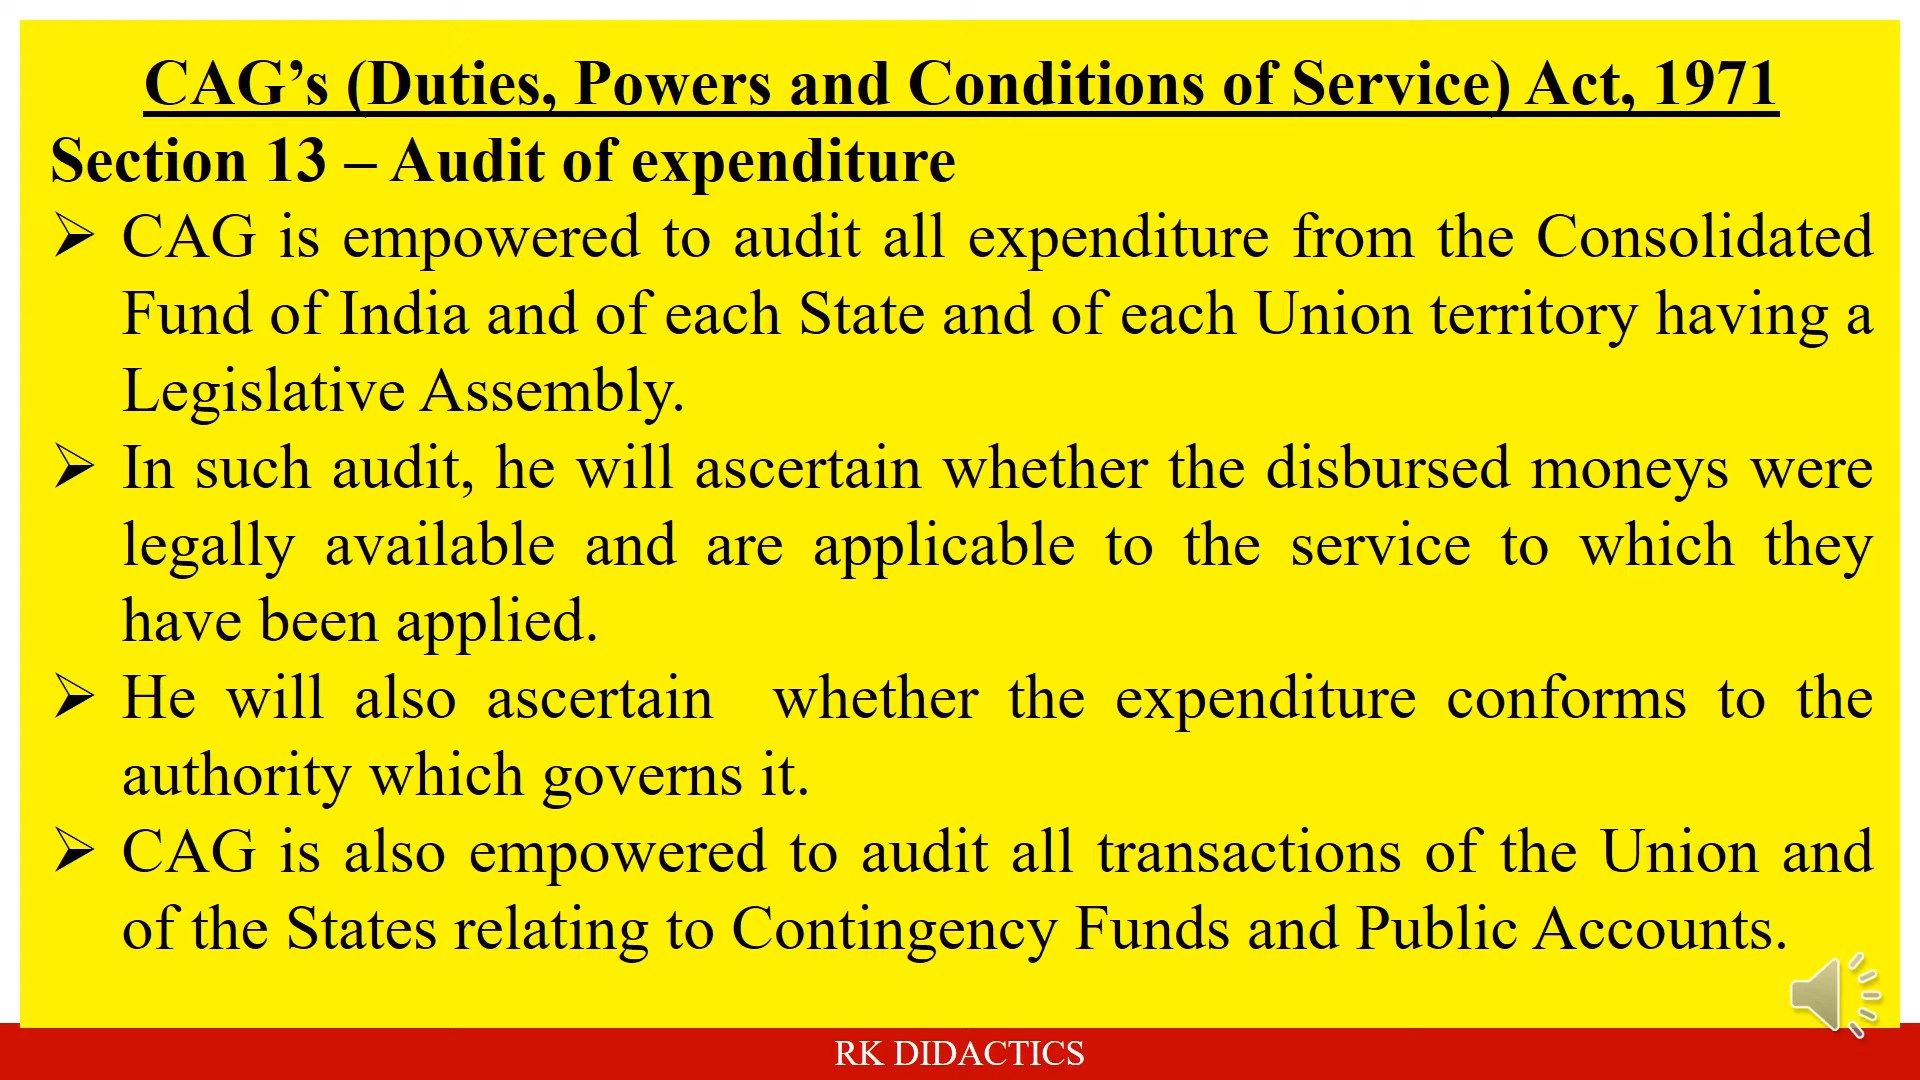 CAG’s (Duties, Powers and Conditions of Service) Act, 1971
Section 13 – Audit of expenditure
➢ CAG is empowered to audit all expenditure from the Consolidated
Fund of India and of each State and of each Union territory having a
Legislative Assembly.
➢ In such audit, he will ascertain whether the disbursed moneys were
legally available and are applicable to the service to which they
have been applied.
➢ He will also ascertain  whether the expenditure conforms to the
authority which governs it.
➢ CAG is also empowered to audit all transactions of the Union and
of the States relating to Contingency Funds and Public Accounts.
RK DIDACTICS